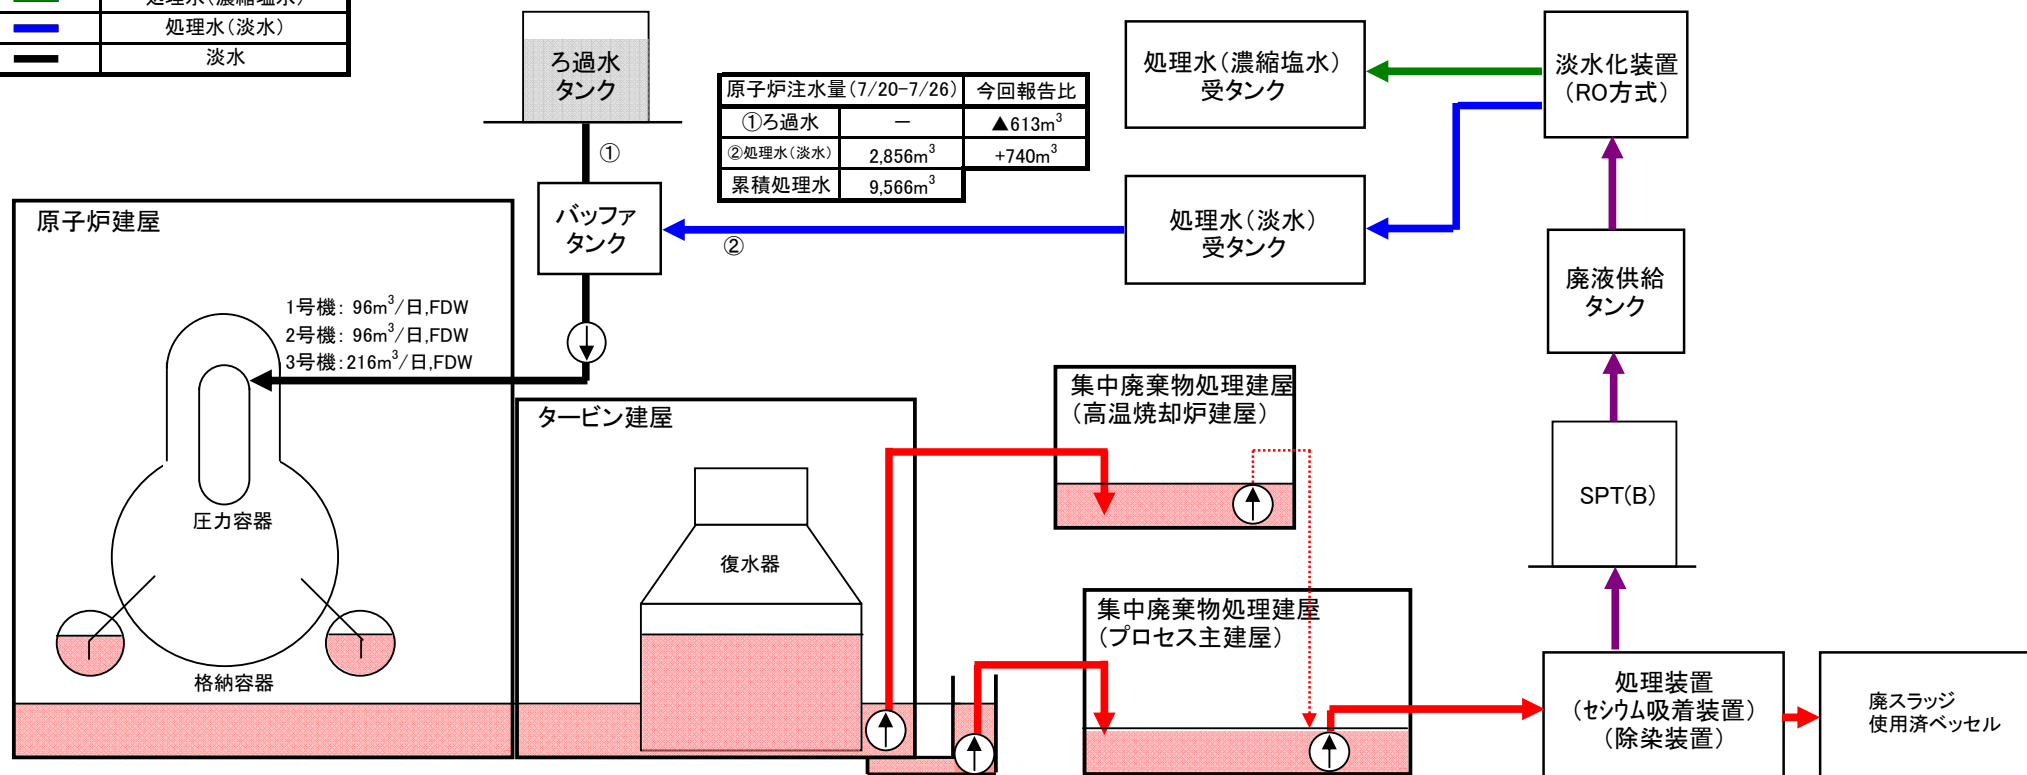 処理水(濃縮塩水)
処理水(淡水)
淡水
ろ過水
タンク
原子炉注水量(7/20-7/26) 今回報告比
①ろ過水 － ▲613m³
②処理水(淡水) 2,856m³ +740m³
累積処理水 9,566m³
処理水(濃縮塩水)
受タンク
淡水化装置
(RO方式)
①
バッファ
タンク
②
処理水(淡水)
受タンク
廃液供給
タンク
原子炉建屋
1号機: 96m³/日,FDW
2号機: 96m³/日,FDW
3号機:216m³/日,FDW
タービン建屋
集中廃棄物処理建屋
(高温焼却炉建屋)
SPT(B)
圧力容器
復水器
集中廃棄物処理建屋
(プロセス主建屋)
格納容器
処理装置
(セシウム吸着装置)
(除染装置)
廃スラッジ
使用済ベッセル